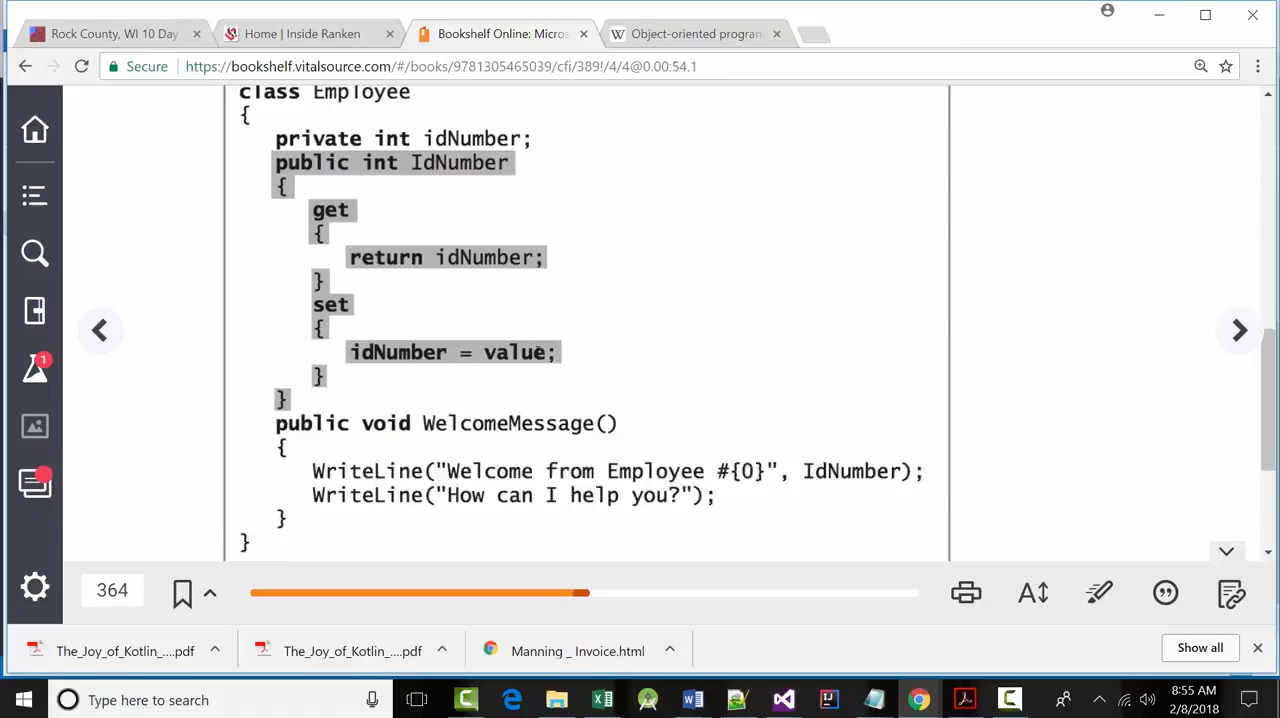 Rock County, WI 10 Day
Home | Inside Ranken
Bookshelf Online: Micros
Object-oriented program
Secure
https://bookshelf.vitalsource.com/#/books/9781305465039/cfi/389!/4/4@0.00:54.1
class Employee
{
private int idNumber;
public int IdNumber
{
get
{
return idNumber;
}
set
{
idNumber = value;
}
}
public void WelcomeMessage()
{
WriteLine("Welcome from Employee #{0}", IdNumber);
WriteLine("How can I help you?");
}
}
1
364
The_Joy_of_Kotlin_....pdf
The_Joy_of_Kotlin_....pdf
Manning _ Invoice.html
Show all
Type here to search
8:55 AM
2/8/2018